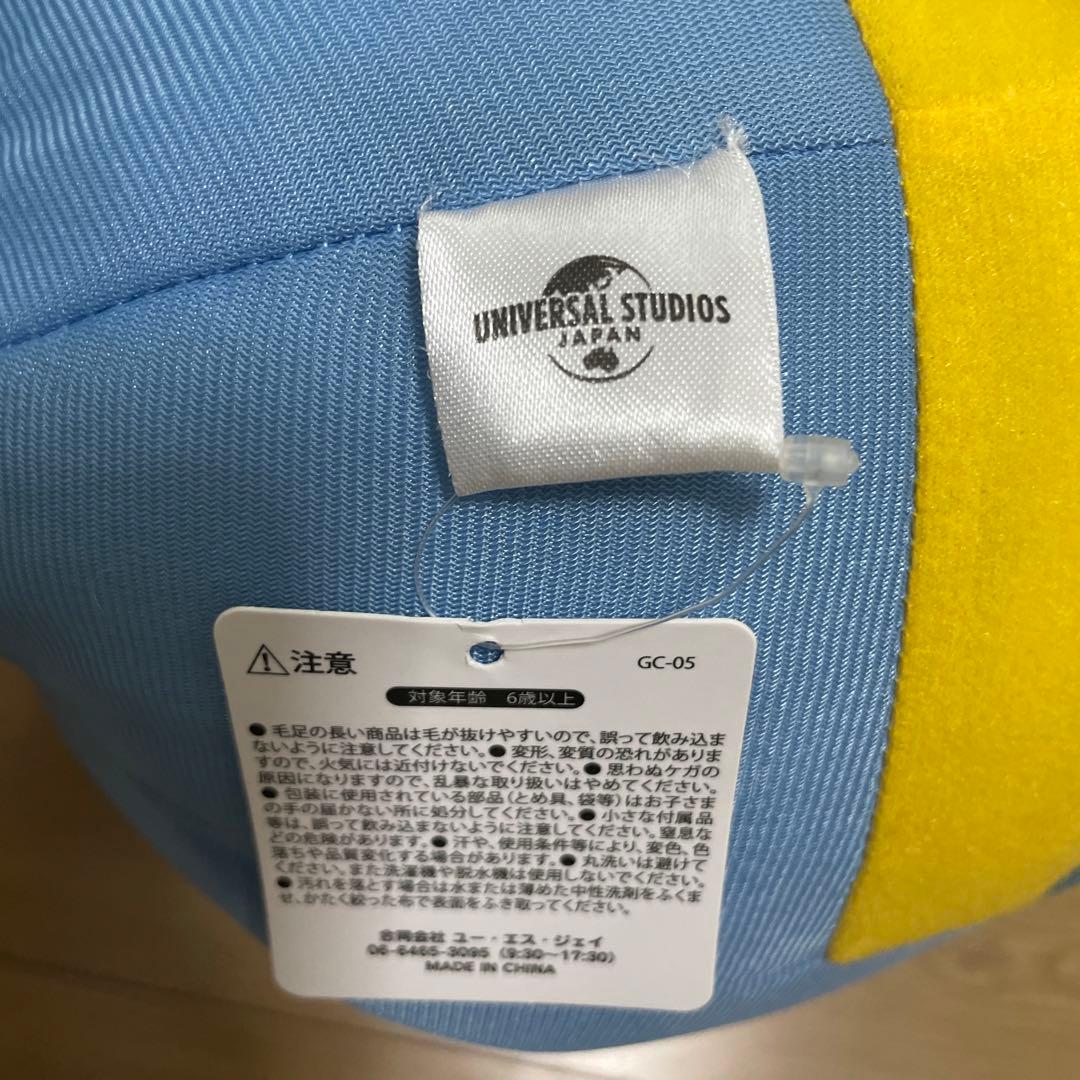 UNIVERSAL STUDIOS
JAPAN
⚠注意
GC-05
対象年齢 6歳以上
●毛足の長い商品は毛が抜けやすいので、誤って飲み込ま
ないように注意してください。●変形、変質の恐れがありま
すので、火気には近付けないでください。●思わぬケガの
原因になりますので、乱暴な取り扱いはやめてください。
●包装に使用されている部品(とめ具、袋等)はお子さま
の手の届かない所に処分してください。●小さな付属品
等は、誤って飲み込まないように注意してください。窒息な
どの危険があります。●汗や、使用条件等により、変色、色
落ちや品質変化する場合があります。●丸洗いは避けて
ください。また洗濯機や脱水機は使用しないでください。
●汚れを落とす場合は水または薄めた中性洗剤をふくま
せ、かたく絞った布で表面をふき取ってください。
合同会社 ユー・エス・ジェイ
06-6465-3095 (9:30〜17:30)
MADE IN CHINA